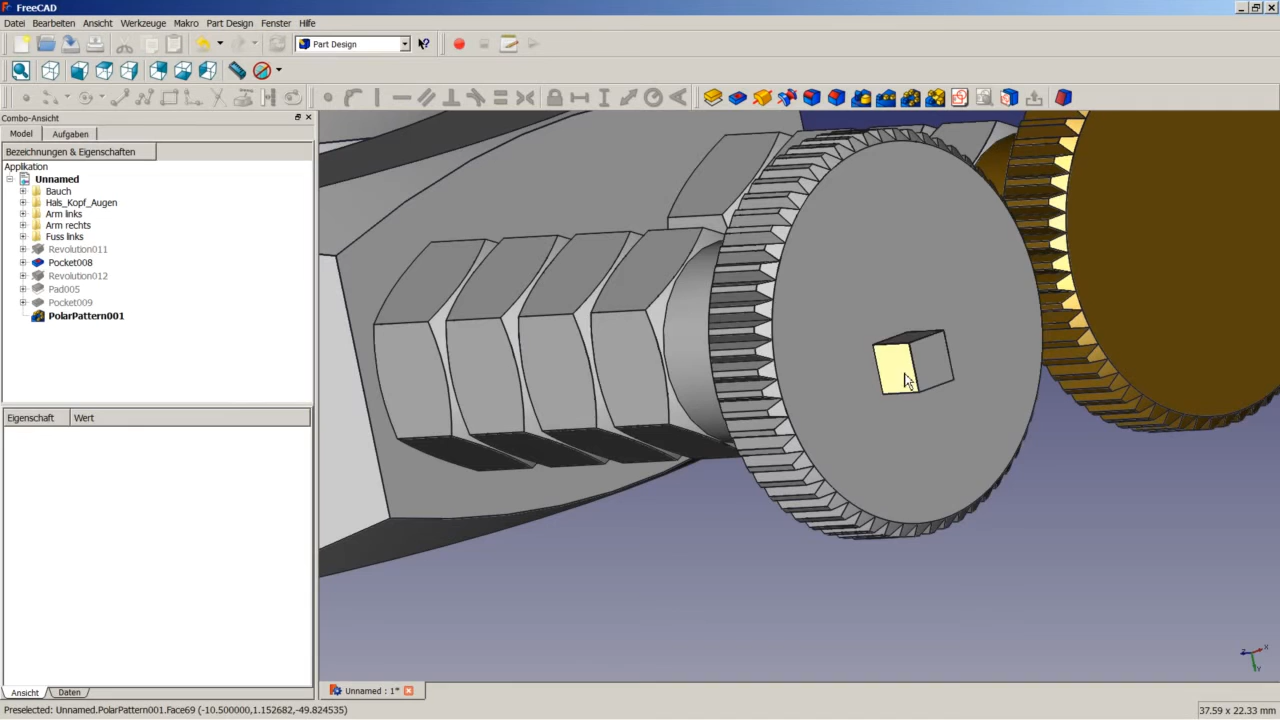 FreeCAD
Datei Bearbeiten Ansicht Werkzeuge Makro Part Design Fenster Hilfe
Part Design
Combo-Ansicht
Model Aufgaben
Bezeichnungen & Eigenschaften
Applikation
Unnamed
Bauch
Hals_Kopf_Augen
Arm links
Arm rechts
Fuss links
Revolution011
Pocket008
Revolution012
Pad005
Pocket009
PolarPattern001
Eigenschaft Wert
Ansicht Daten
Unnamed : 1*
Preselected: Unnamed.PolarPattern001.Face69 (-10.500000,1.152682,-49.824535)
37.59 x 22.33 mm
Z X
Y